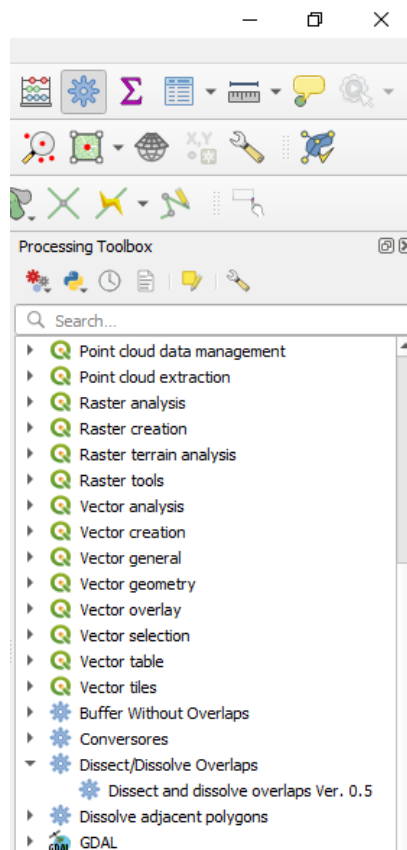 X,Y
Processing Toolbox
Search...
Point cloud data management
Point cloud extraction
Raster analysis
Raster creation
Raster terrain analysis
Raster tools
Vector analysis
Vector creation
Vector general
Vector geometry
Vector overlay
Vector selection
Vector table
Vector tiles
Buffer Without Overlaps
Conversores
Dissect/Dissolve Overlaps
Dissect and dissolve overlaps Ver. 0.5
Dissolve adjacent polygons
GDAL
GDAL